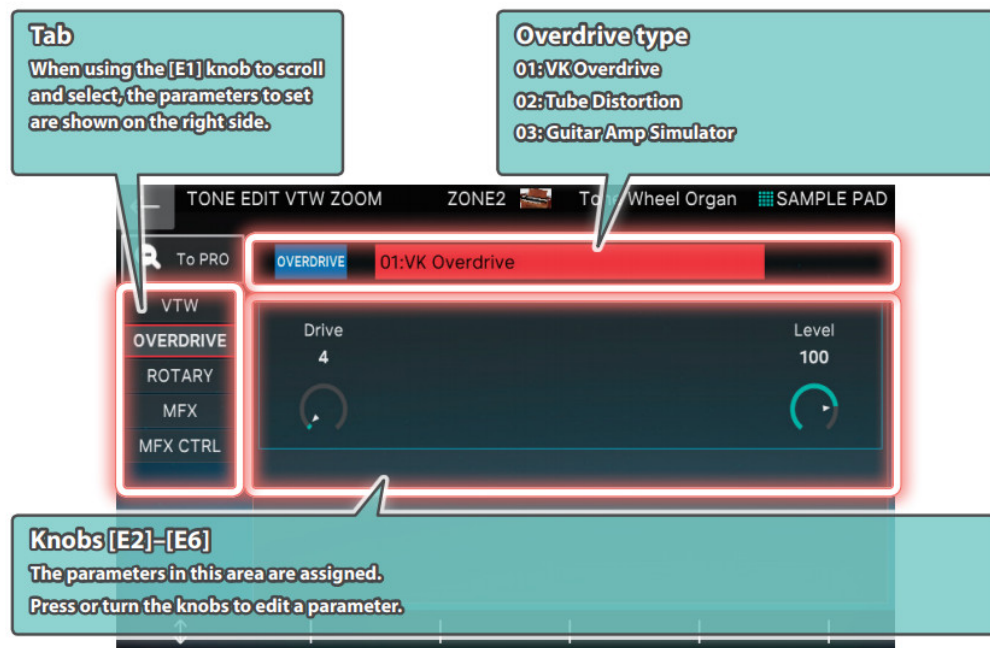 Tab
When using the [E1] knob to scroll
and select, the parameters to set
are shown on the right side.
Overdrive type
01: VK Overdrive
02: Tube Distortion
03: Guitar Amp Simulator
TONE EDIT VTW ZOOM
ZONE2
Wheel Organ
SAMPLE PAD
To PRO
OVERDRIVE
01:VK Overdrive
VTW
OVERDRIVE
ROTARY
MFX
MFX CTRL
Drive
4
Level
100
Knobs [E2]–[E6]
The parameters in this area are assigned.
Press or turn the knobs to edit a parameter.